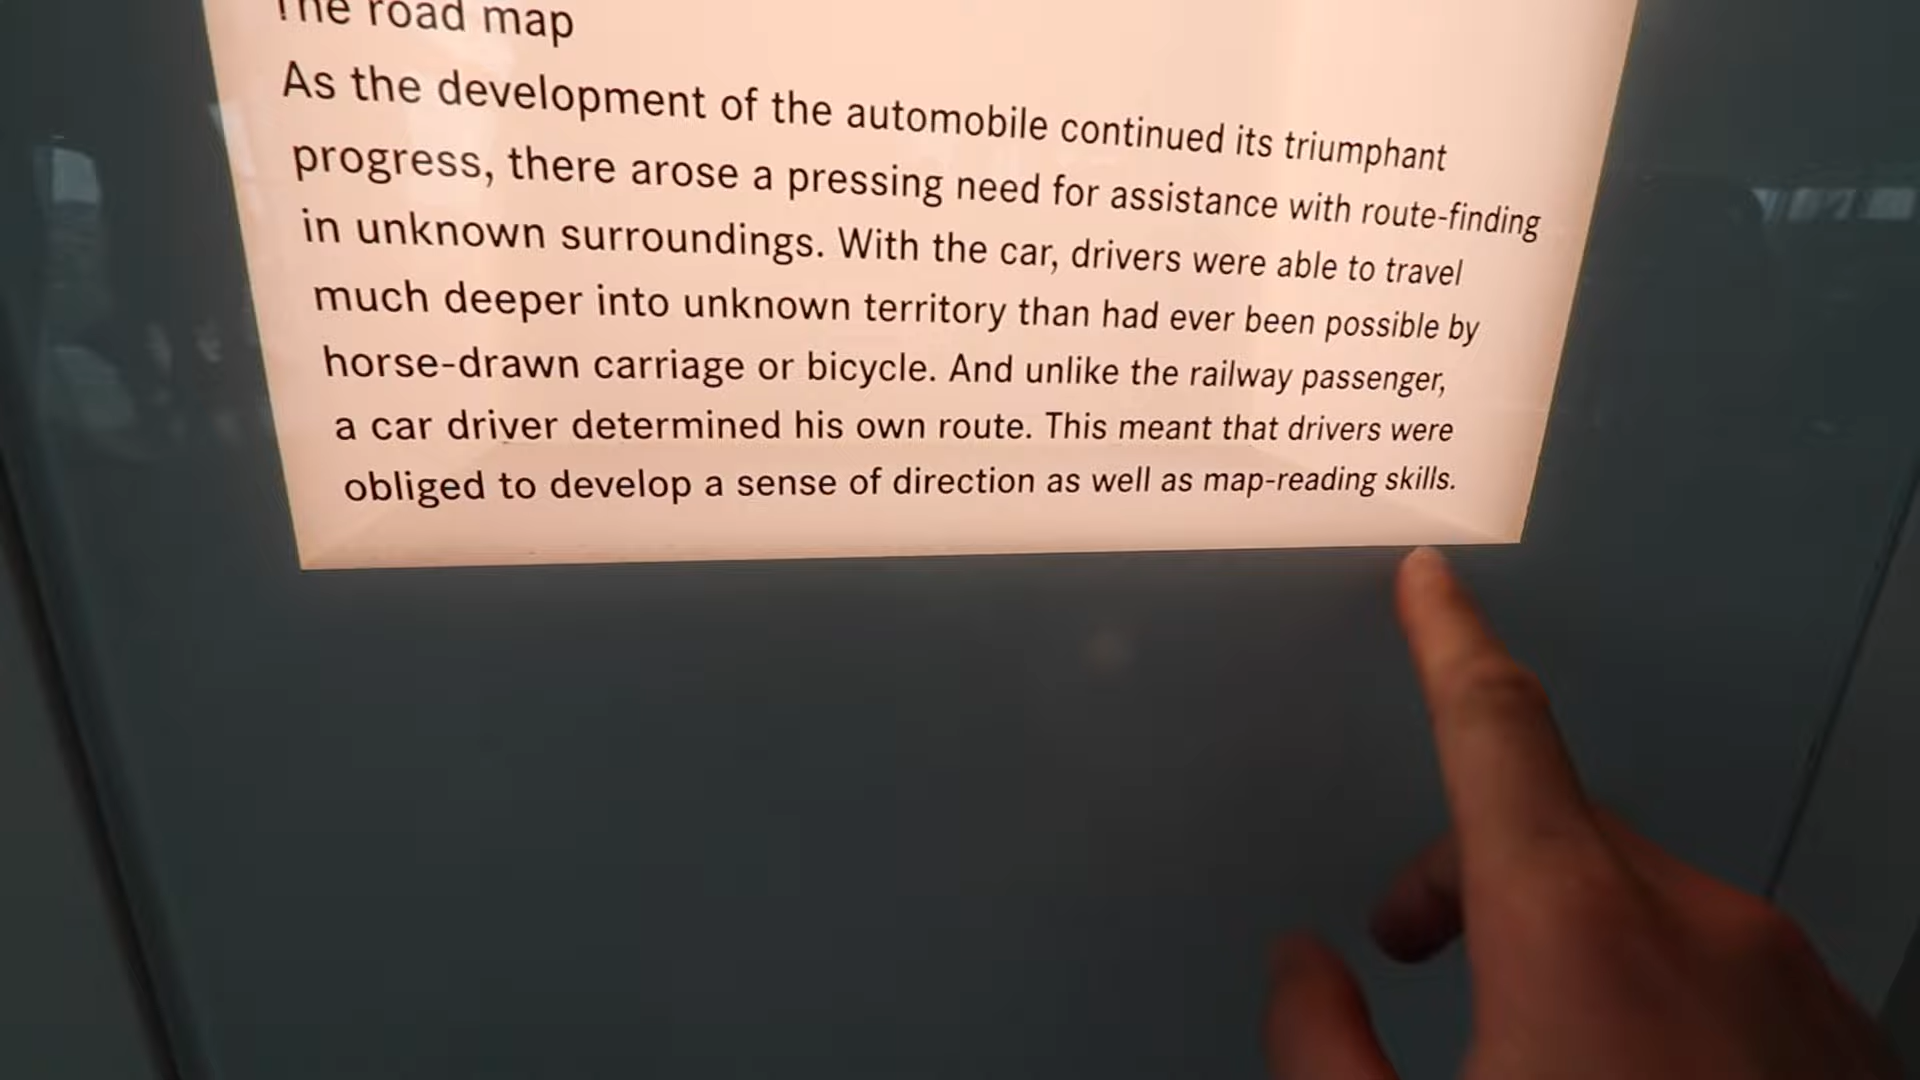 The road map
As the development of the automobile continued its triumphant
progress, there arose a pressing need for assistance with route-finding
in unknown surroundings. With the car, drivers were able to travel
much deeper into unknown territory than had ever been possible by
horse-drawn carriage or bicycle. And unlike the railway passenger,
a car driver determined his own route. This meant that drivers were
obliged to develop a sense of direction as well as map-reading skills.